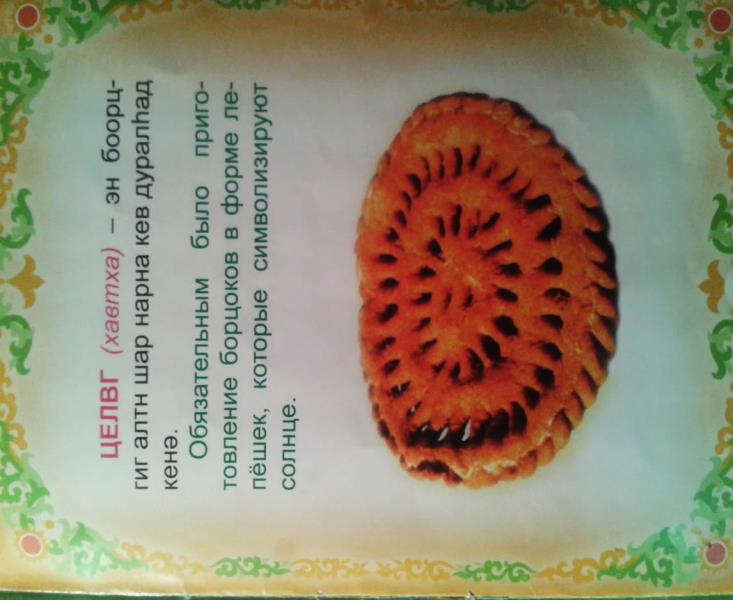 ЦЕЛВГ (хавтха) – эн боорц-
гиг алтн шар нарна кев дуралһад
кенә.
Обязательным было приго-
товление борцоков в форме ле-
пёшек, которые символизируют
солнце.